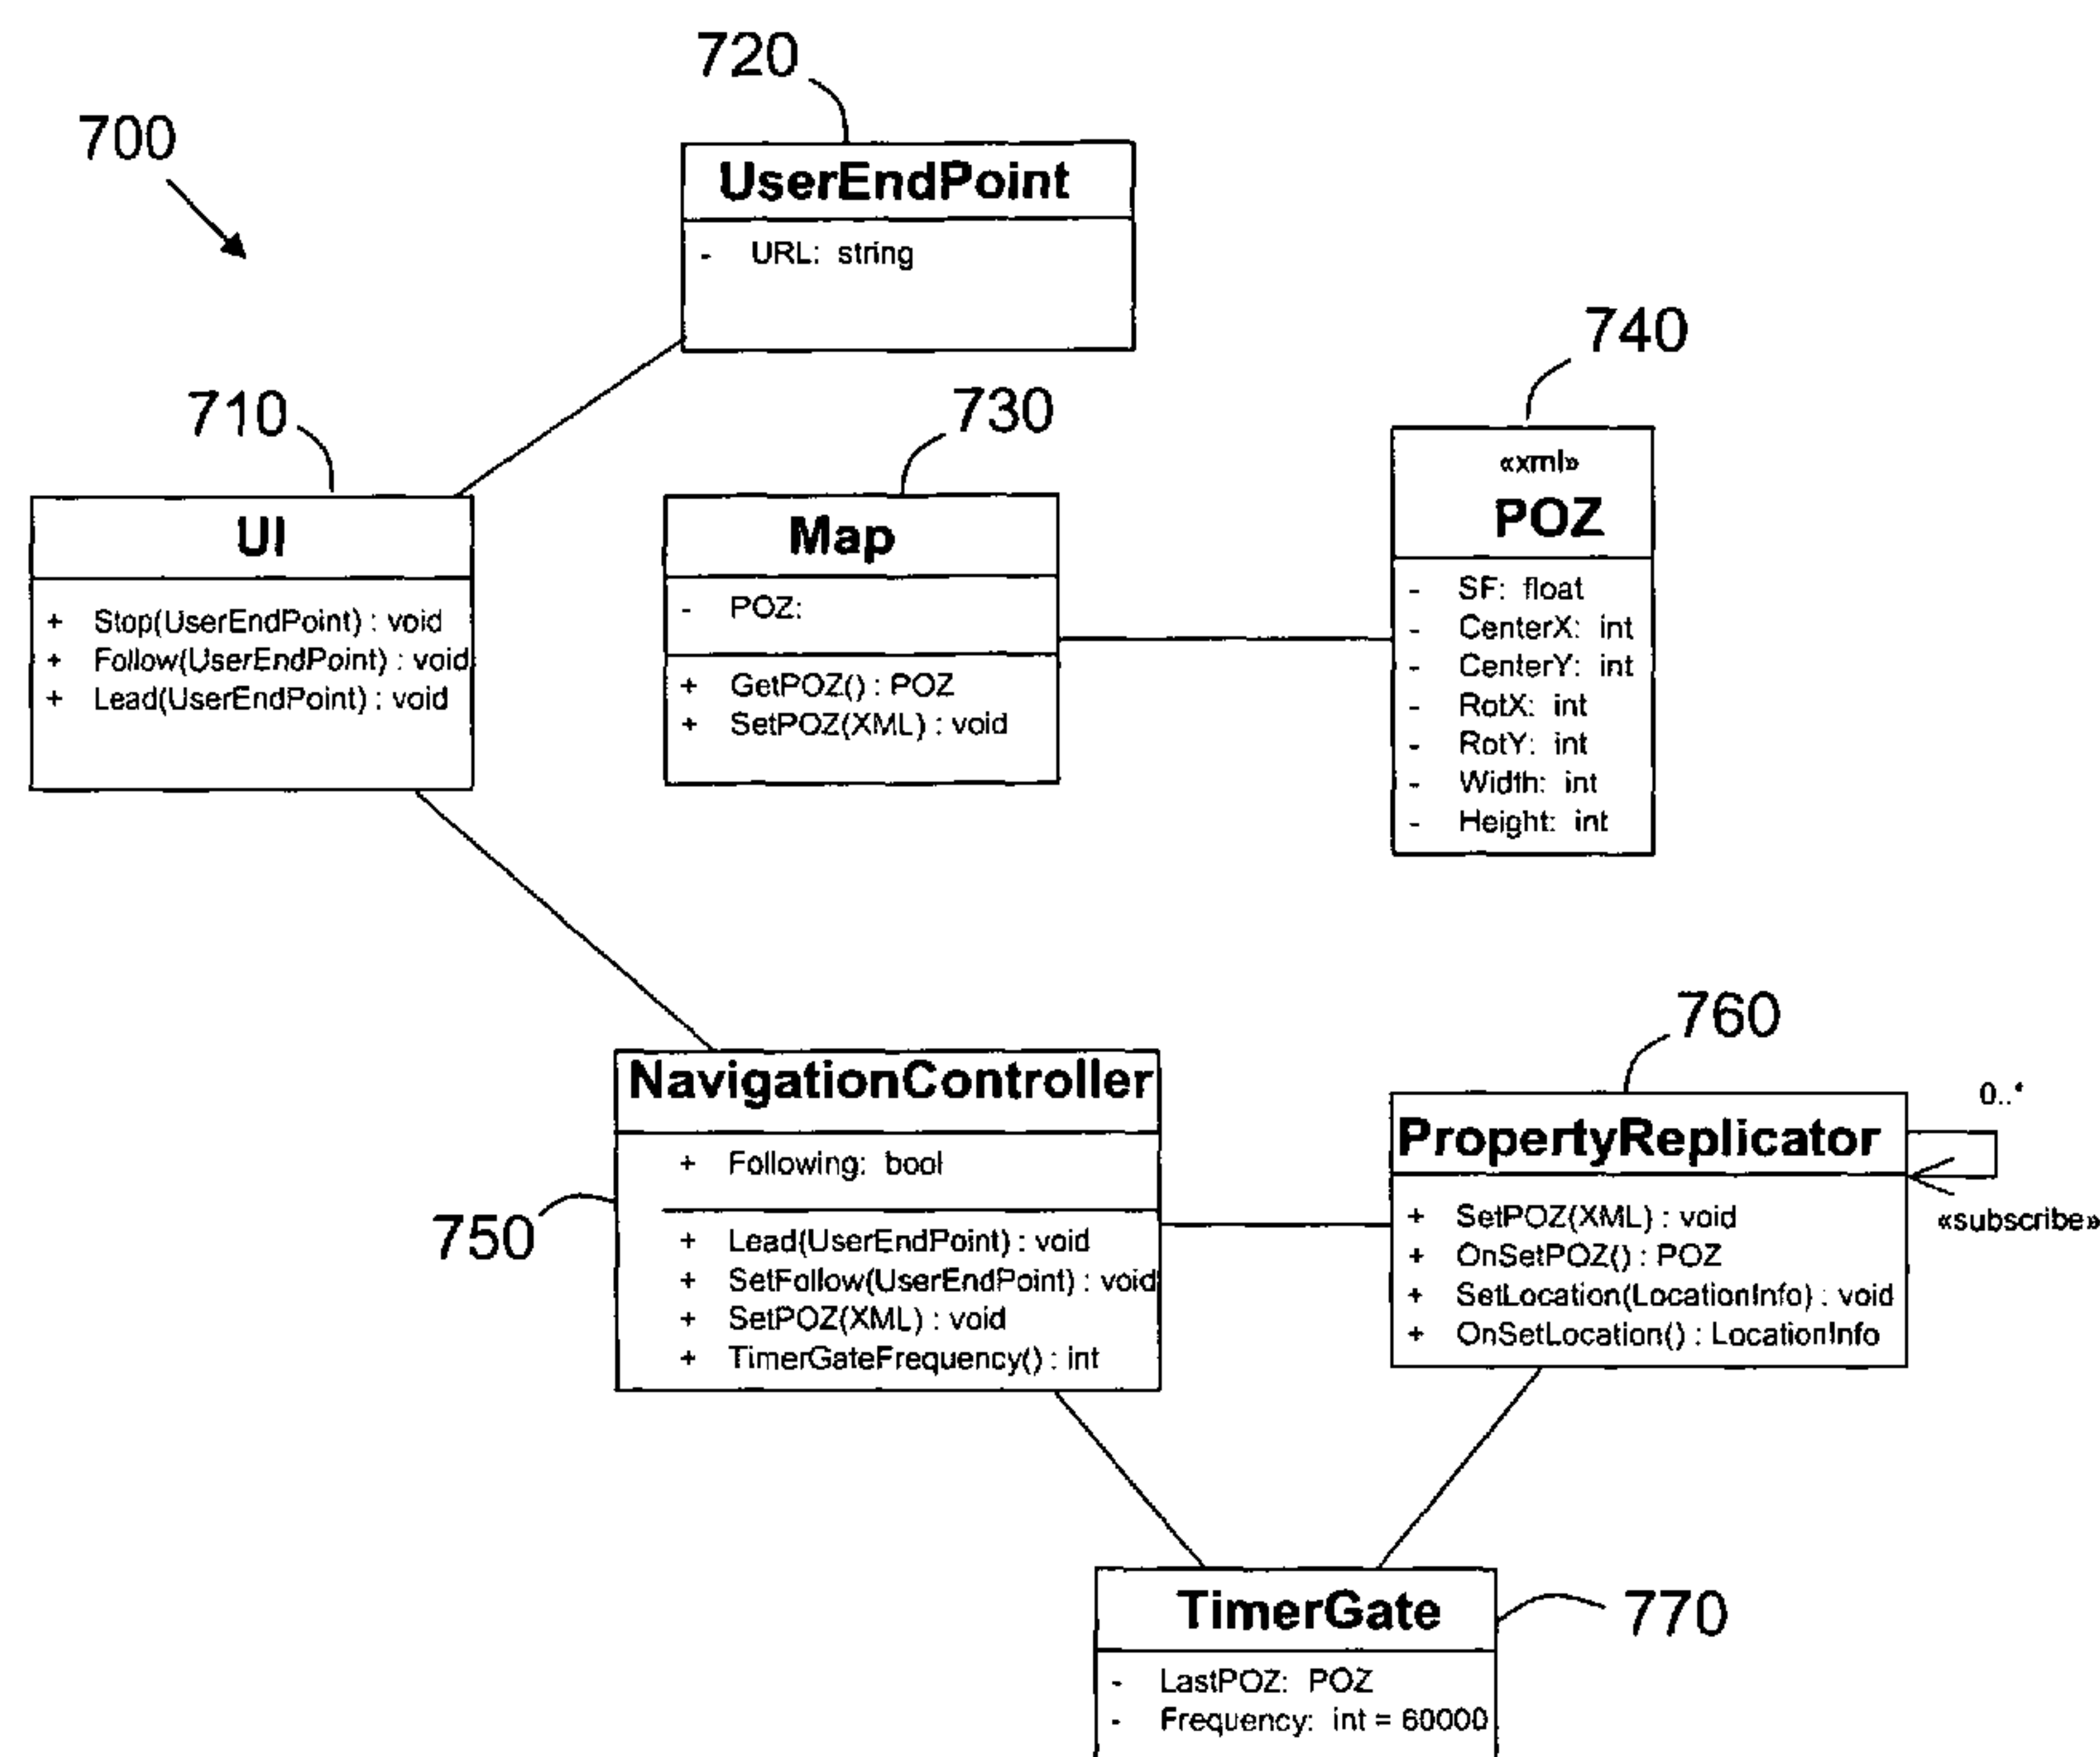 720
700
UserEndPoint
- URL: string
740
710
730
«xml»
POZ
UI
Map
- SF: float
- CenterX: int
- CenterY: int
- RotX: int
- RotY: int
- Width: int
- Height: int
+ Stop(UserEndPoint) : void
+ Follow(UserEndPoint) : void
+ Lead(UserEndPoint) : void
- POZ:
+ GetPOZ() : POZ
+ SetPOZ(XML) : void
760
0..*
NavigationController
PropertyReplicator
+ Following: bool
750
+ Lead(UserEndPoint) : void
+ SetFollow(UserEndPoint) : void
+ SetPOZ(XML) : void
+ TimerGateFrequency() : int
+ SetPOZ(XML) : void
+ OnSetPOZ() : POZ
+ SetLocation(LocationInfo) : void
+ OnSetLocation() : LocationInfo
«subscribe»
TimerGate
770
- LastPOZ: POZ
- Frequency: int = 60000